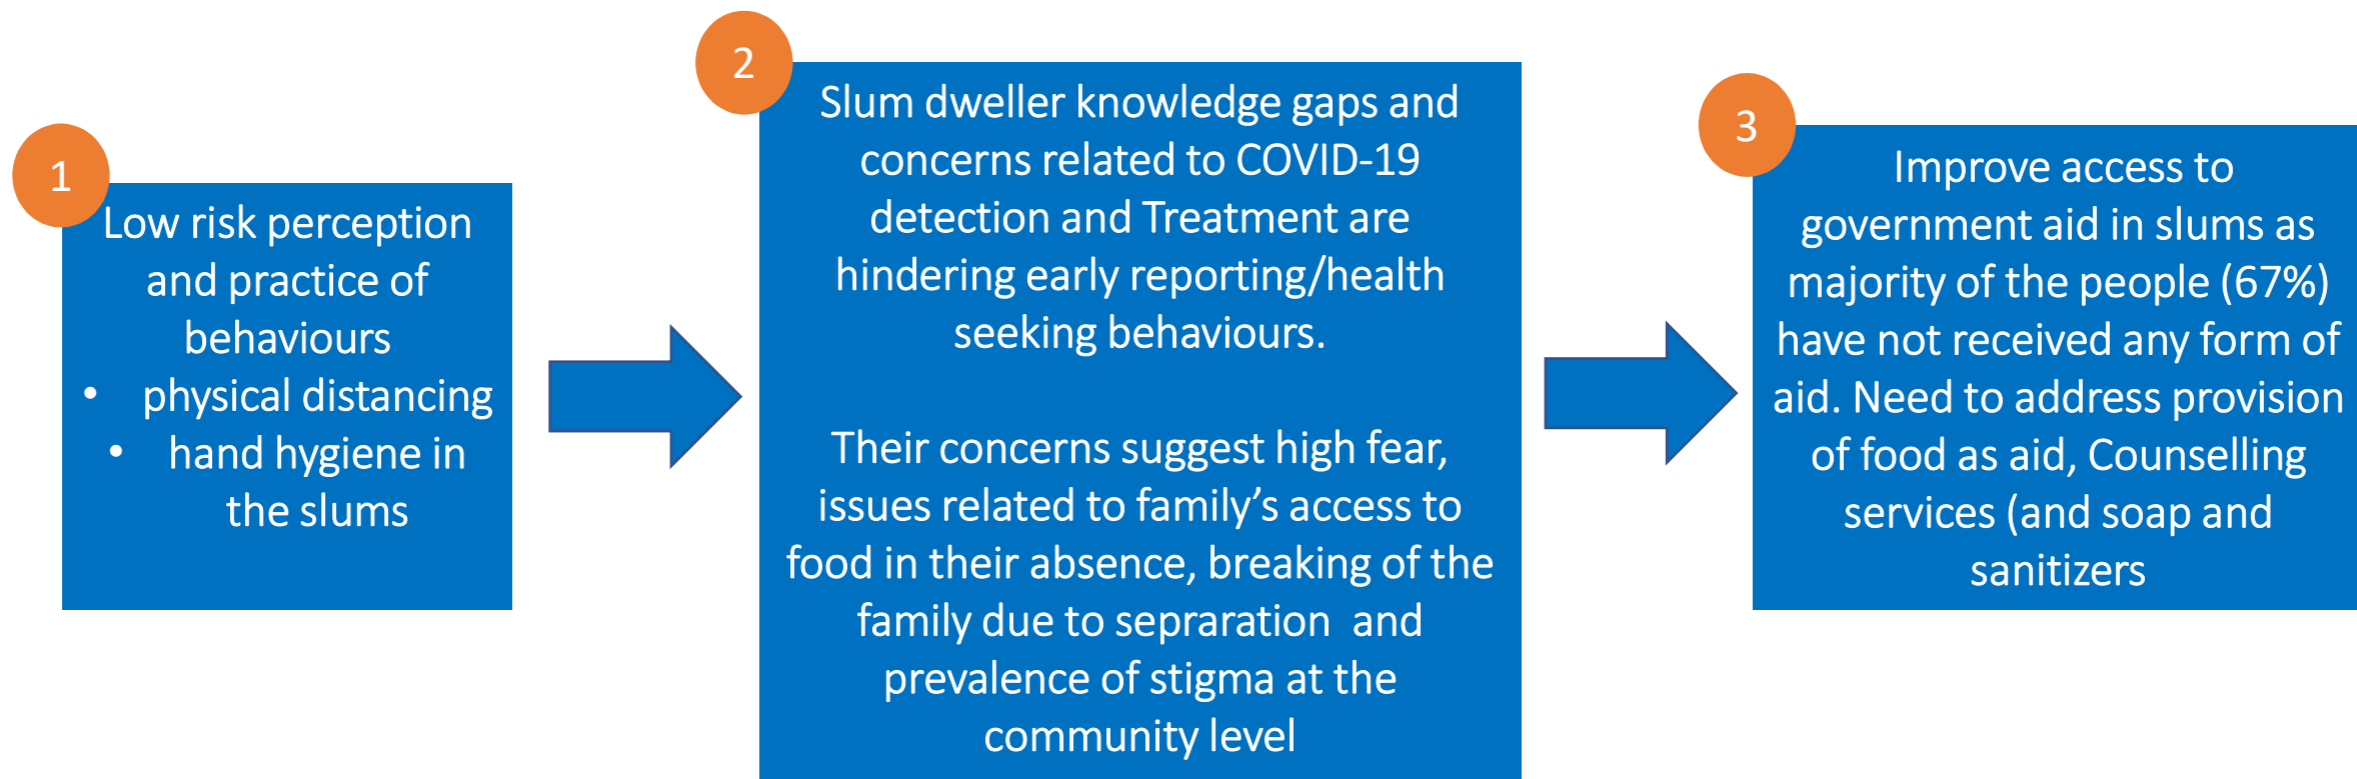 1
Low risk perception
and practice of
behaviours
• physical distancing
• hand hygiene in
the slums
2
Slum dweller knowledge gaps and
concerns related to COVID-19
detection and Treatment are
hindering early reporting/health
seeking behaviours.
Their concerns suggest high fear,
issues related to family’s access to
food in their absence, breaking of the
family due to sepraration and
prevalence of stigma at the
community level
3
Improve access to
government aid in slums as
majority of the people (67%)
have not received any form of
aid. Need to address provision
of food as aid, Counselling
services (and soap and
sanitizers